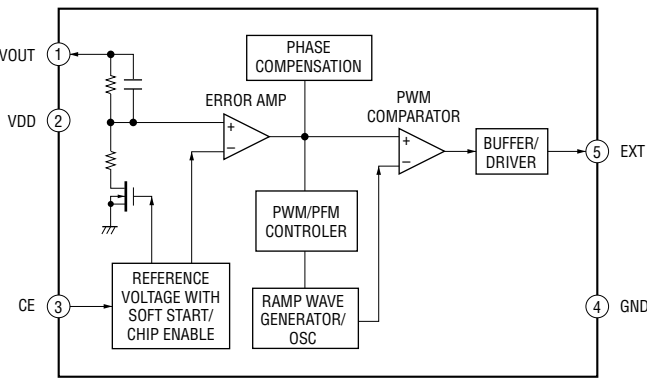 VOUT 1
PHASE
COMPENSATION
ERROR AMP
PWM
COMPARATOR
VDD 2
+
−
+
−
BUFFER/
DRIVER
5 EXT
PWM/PFM
CONTROLER
CE 3
REFERENCE
VOLTAGE WITH
SOFT START/
CHIP ENABLE
RAMP WAVE
GENERATOR/
OSC
4 GND